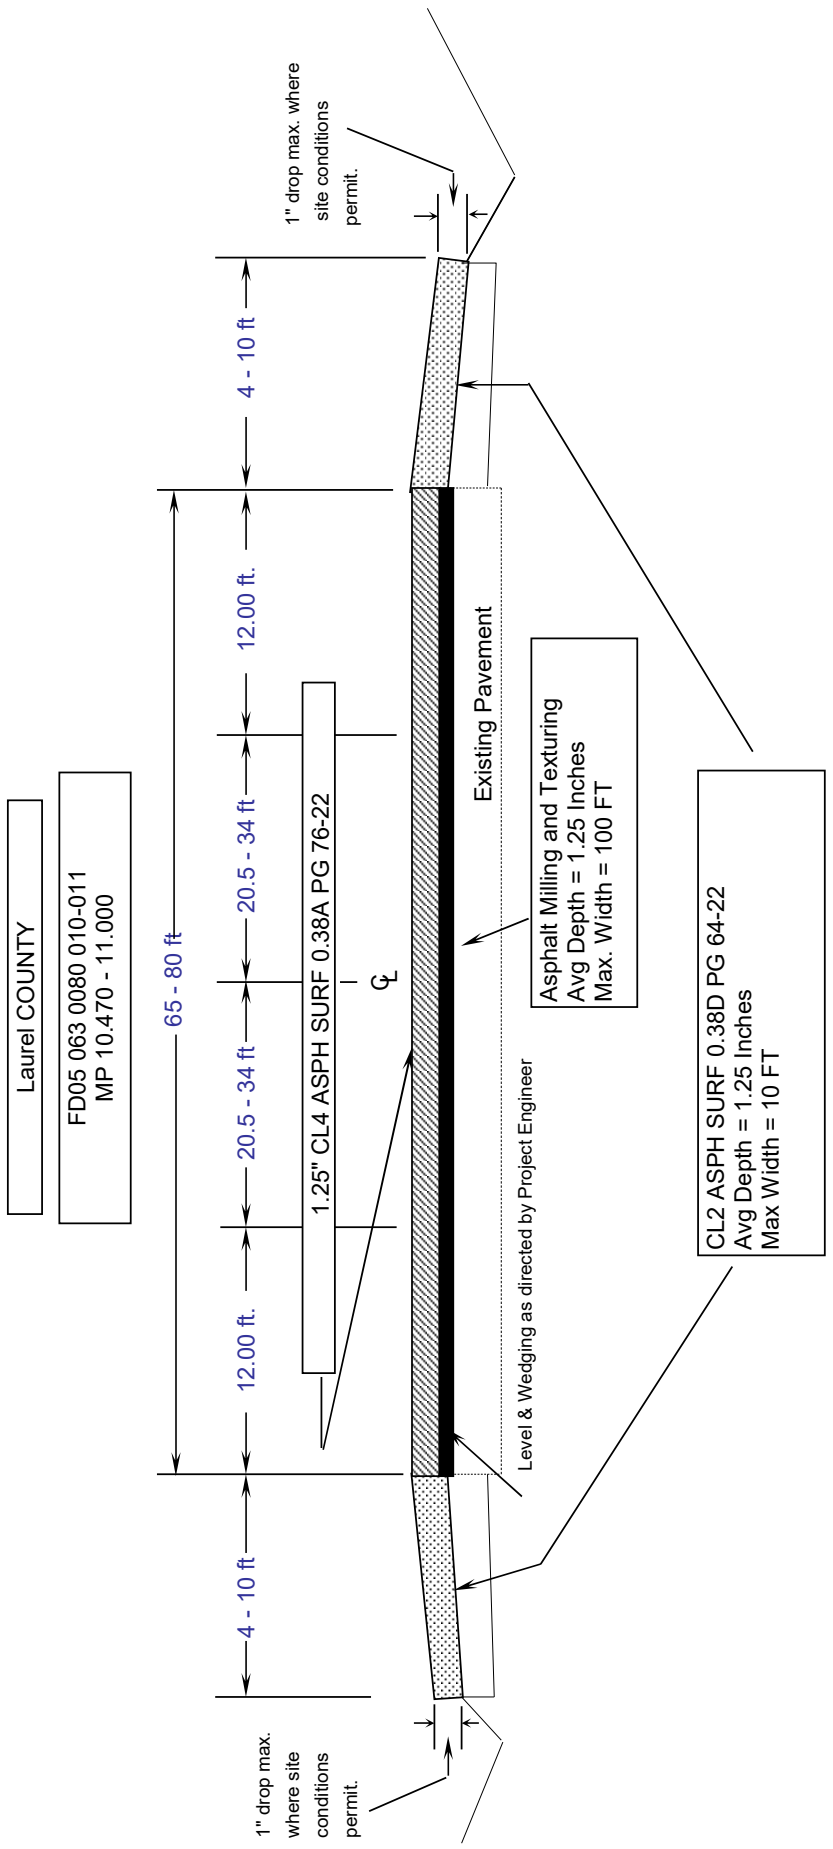 Laurel COUNTY
FD05 063 0080 010-011
MP 10.470 - 11.000
65 - 80 ft
4 - 10 ft
12.00 ft.
20.5 - 34 ft
20.5 - 34 ft
12.00 ft.
4 - 10 ft
1" drop max.
where site
conditions
permit.
1" drop max. where
site conditions
permit.
1.25" CL4 ASPH SURF 0.38A PG 76-22
CL
Existing Pavement
Level & Wedging as directed by Project Engineer
Asphalt Milling and Texturing
Avg Depth = 1.25 Inches
Max. Width = 100 FT
CL2 ASPH SURF 0.38D PG 64-22
Avg Depth = 1.25 Inches
Max Width = 10 FT